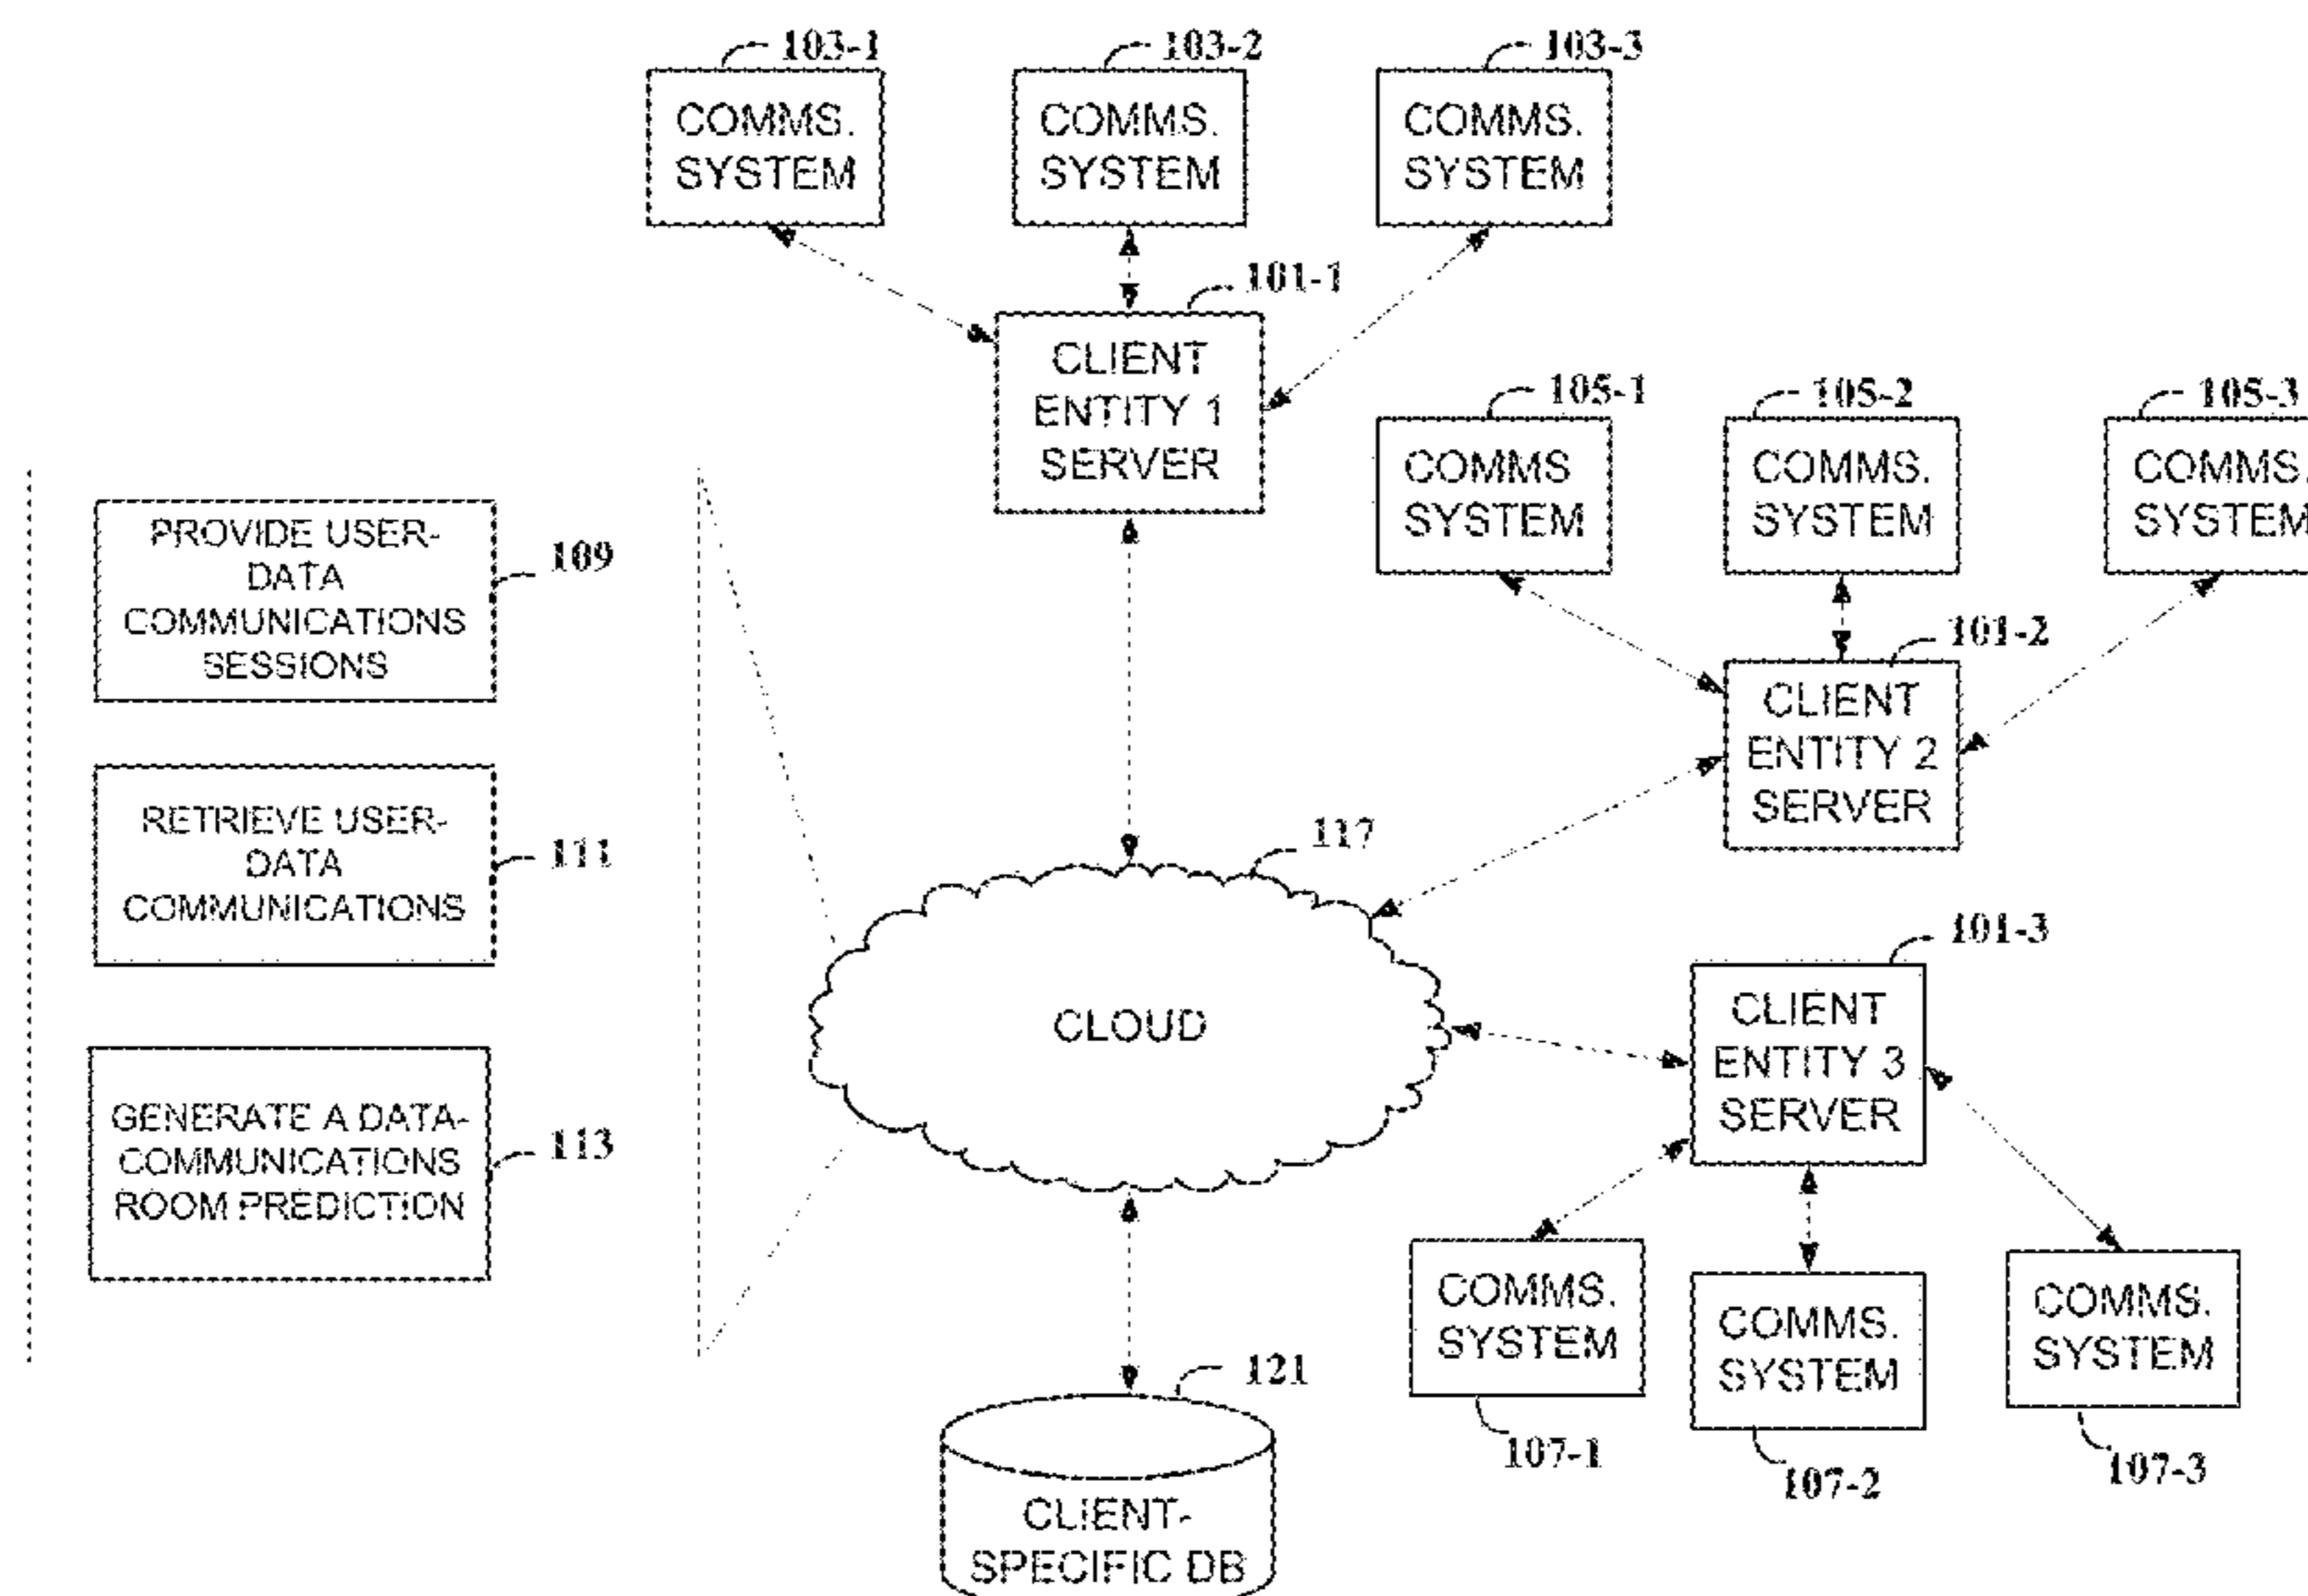 103-1
103-2
103-3
COMMS.
SYSTEM
COMMS.
SYSTEM
COMMS.
SYSTEM
101-1
CLIENT
ENTITY 1
SERVER
105-1
105-2
105-3
COMMS
SYSTEM
COMMS.
SYSTEM
COMMS.
SYSTEM
101-2
CLIENT
ENTITY 2
SERVER
PROVIDE USER-
DATA
COMMUNICATIONS
SESSIONS
109
RETRIEVE USER-
DATA
COMMUNICATIONS
111
GENERATE A DATA-
COMMUNICATIONS
ROOM PREDICTION
113
117
CLOUD
101-3
CLIENT
ENTITY 3
SERVER
COMMS.
SYSTEM
COMMS.
SYSTEM
COMMS.
SYSTEM
107-1
107-2
107-3
121
CLIENT-
SPECIFIC DB